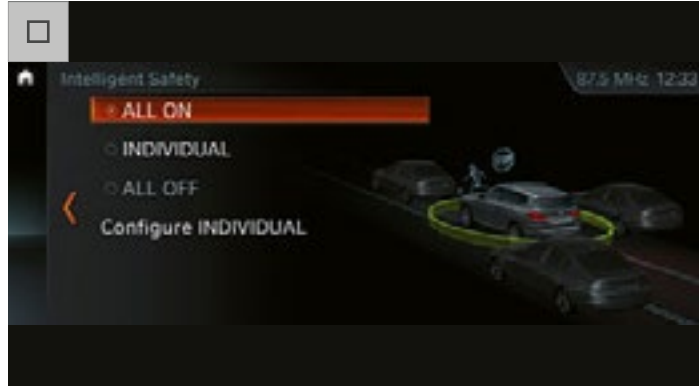 Intelligent Safety
87.5 MHz 12:33
ALL ON
INDIVIDUAL
ALL OFF
Configure INDIVIDUAL